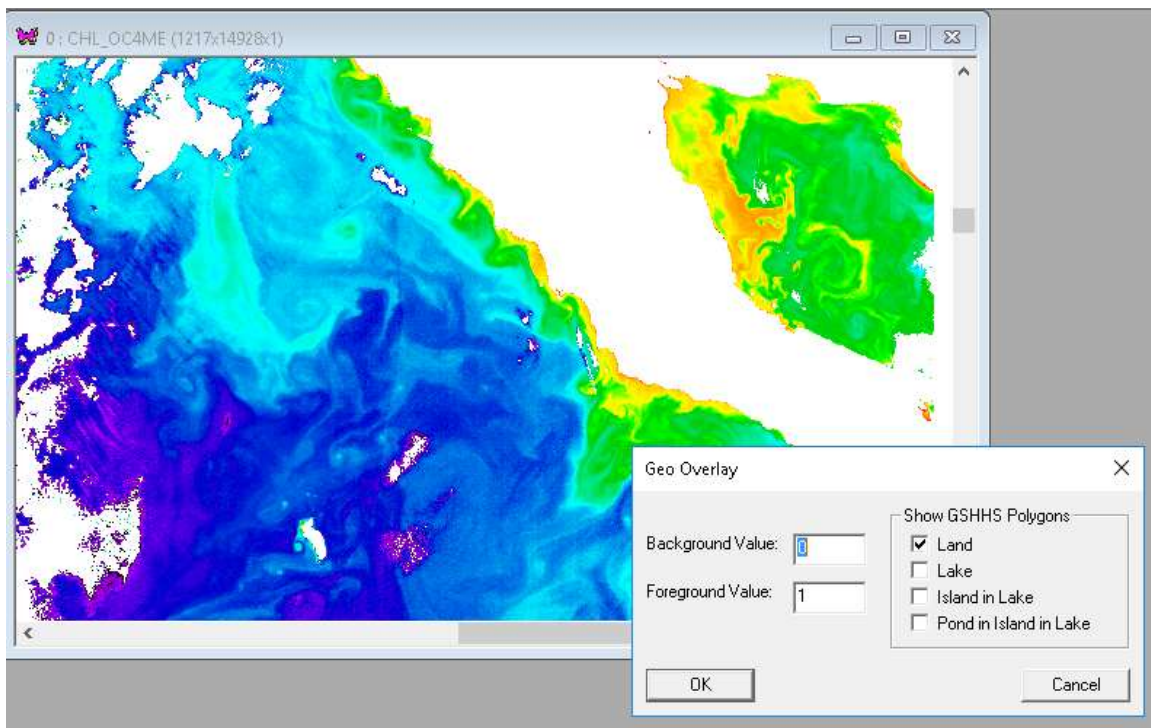 0 : CHL_OC4ME (1217x14928x1)
Geo Overlay
Background Value: 0
Foreground Value: 1
Show GSHHS Polygons
Land
Lake
Island in Lake
Pond in Island in Lake
OK
Cancel